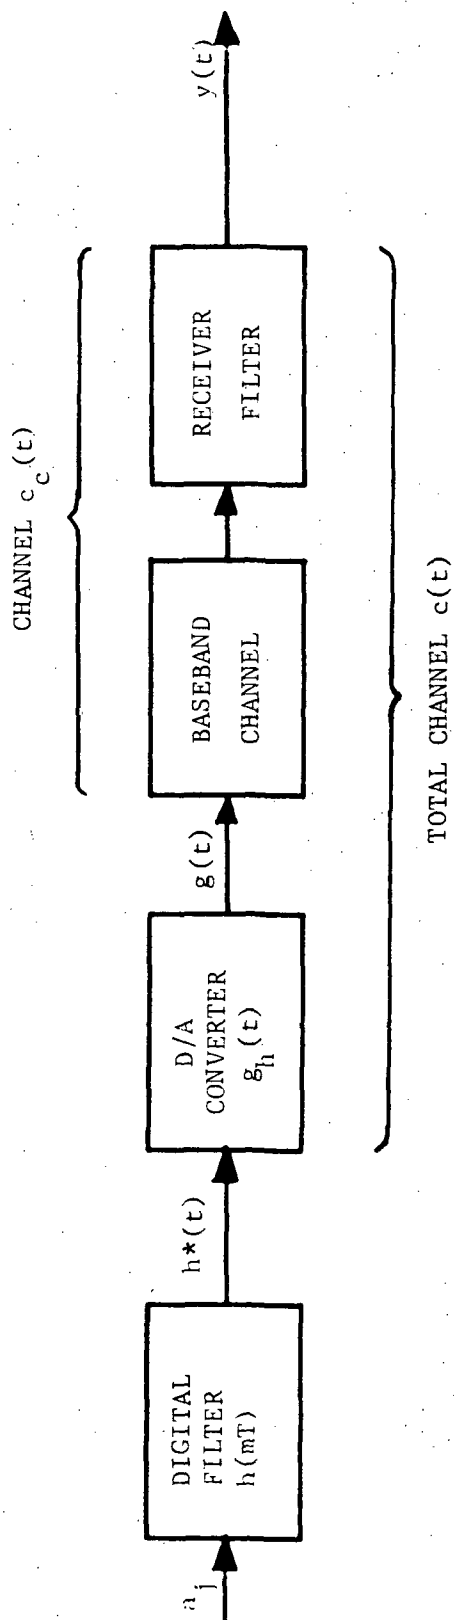 a_j
DIGITAL
FILTER
h(mT)
h*(t)
D/A
CONVERTER
g_h(t)
g(t)
BASEBAND
CHANNEL
RECEIVER
FILTER
y(t)
CHANNEL c_c(t)
TOTAL CHANNEL c(t)